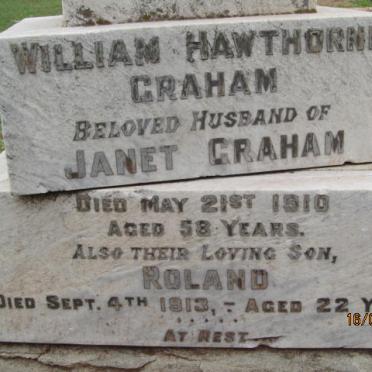 WILLIAM HAWTHORNE
GRAHAM
BELOVED HUSBAND OF
JANET GRAHAM
DIED MAY 21ST 1910
AGED 58 YEARS.
ALSO THEIR LOVING SON,
ROLAND
DIED SEPT. 4TH 1913, - AGED 22 Y
AT REST
16/0